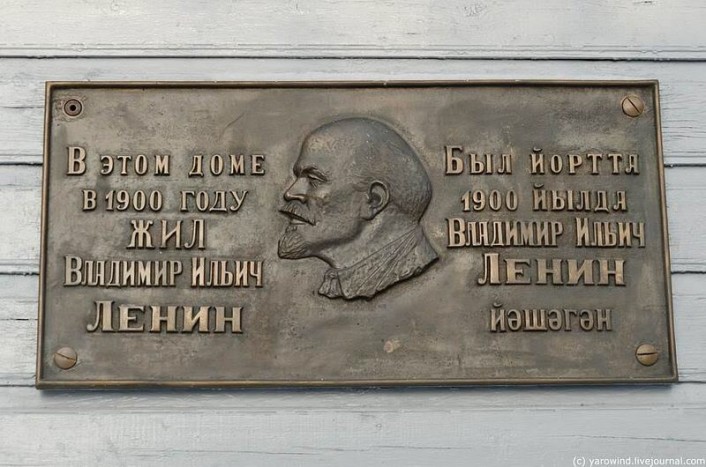 В этом доме
в 1900 году
жил
Владимир Ильич
Ленин
Был йортта
1900 йылда
Владимир Ильич
Ленин
йәшәгән
(c) yarowind.livejournal.com